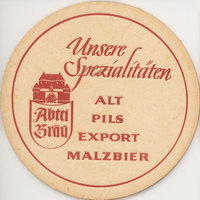 Unsere
Spezialitäten
Abtei
Bräu
ALT
PILS
EXPORT
MALZBIER